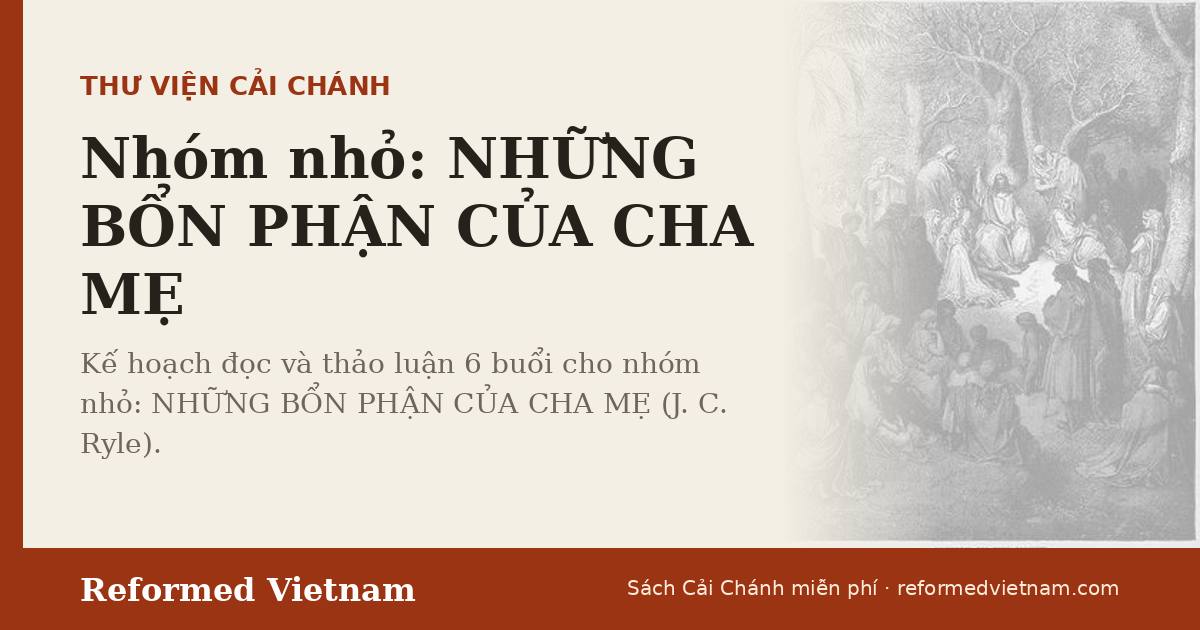 THƯ VIỆN CẢI CHÁNH
Nhóm nhỏ: NHỮNG
BỔN PHẬN CỦA CHA
MẸ
Kế hoạch đọc và thảo luận 6 buổi cho nhóm
nhỏ: NHỮNG BỔN PHẬN CỦA CHA MẸ (J. C.
Ryle).
Reformed Vietnam
Sách Cải Chánh miễn phí · reformedvietnam.com